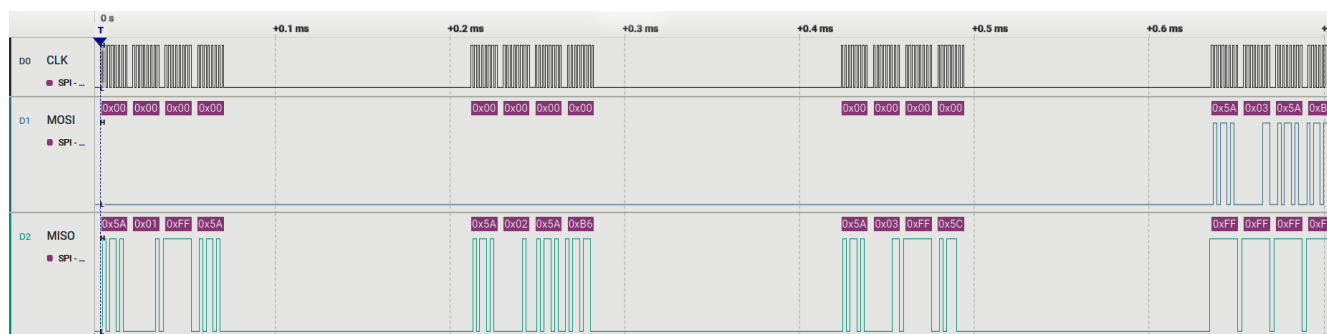 0 s
T +0.1 ms +0.2 ms +0.3 ms +0.4 ms +0.5 ms +0.6 ms +
D0 CLK H
SPI - ... L
0x00 0x00 0x00 0x00 0x00 0x00 0x00 0x00 0x00 0x00 0x00 0x00 0x5A 0x03 0x5A 0xB
D1 MOSI H
SPI - ...
L
0x5A 0x01 0xFF 0x5A 0x5A 0x02 0x5A 0xB6 0x5A 0x03 0xFF 0x5C 0xFF 0xFF 0xFF 0xF
D2 MISO H
SPI - ...
L